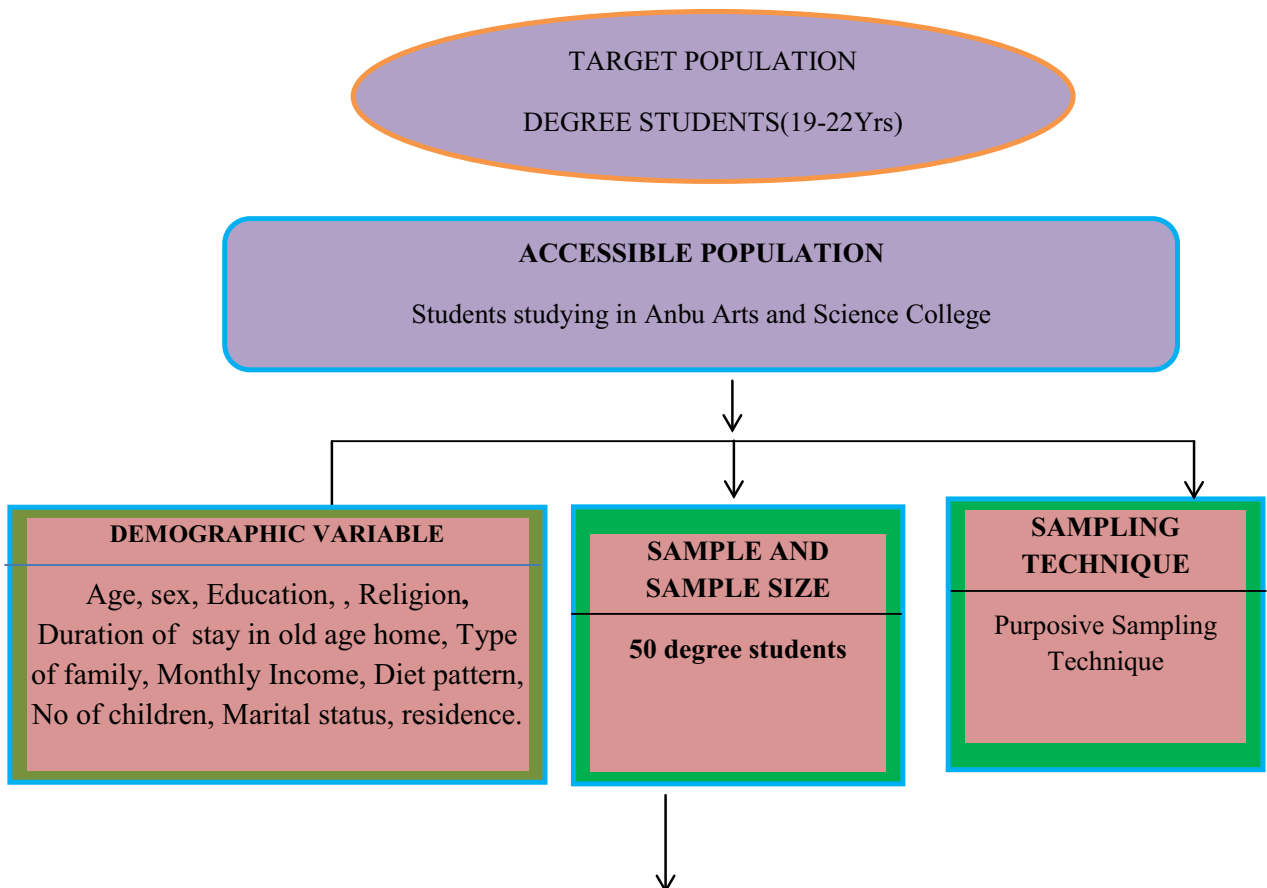 TARGET POPULATION
DEGREE STUDENTS(19-22Yrs)
ACCESSIBLE POPULATION
Students studying in Anbu Arts and Science College
DEMOGRAPHIC VARIABLE
Age, sex, Education, , Religion,
Duration of stay in old age home, Type
of family, Monthly Income, Diet pattern,
No of children, Marital status, residence.
SAMPLE AND
SAMPLE SIZE
50 degree students
SAMPLING
TECHNIQUE
Purposive Sampling
Technique